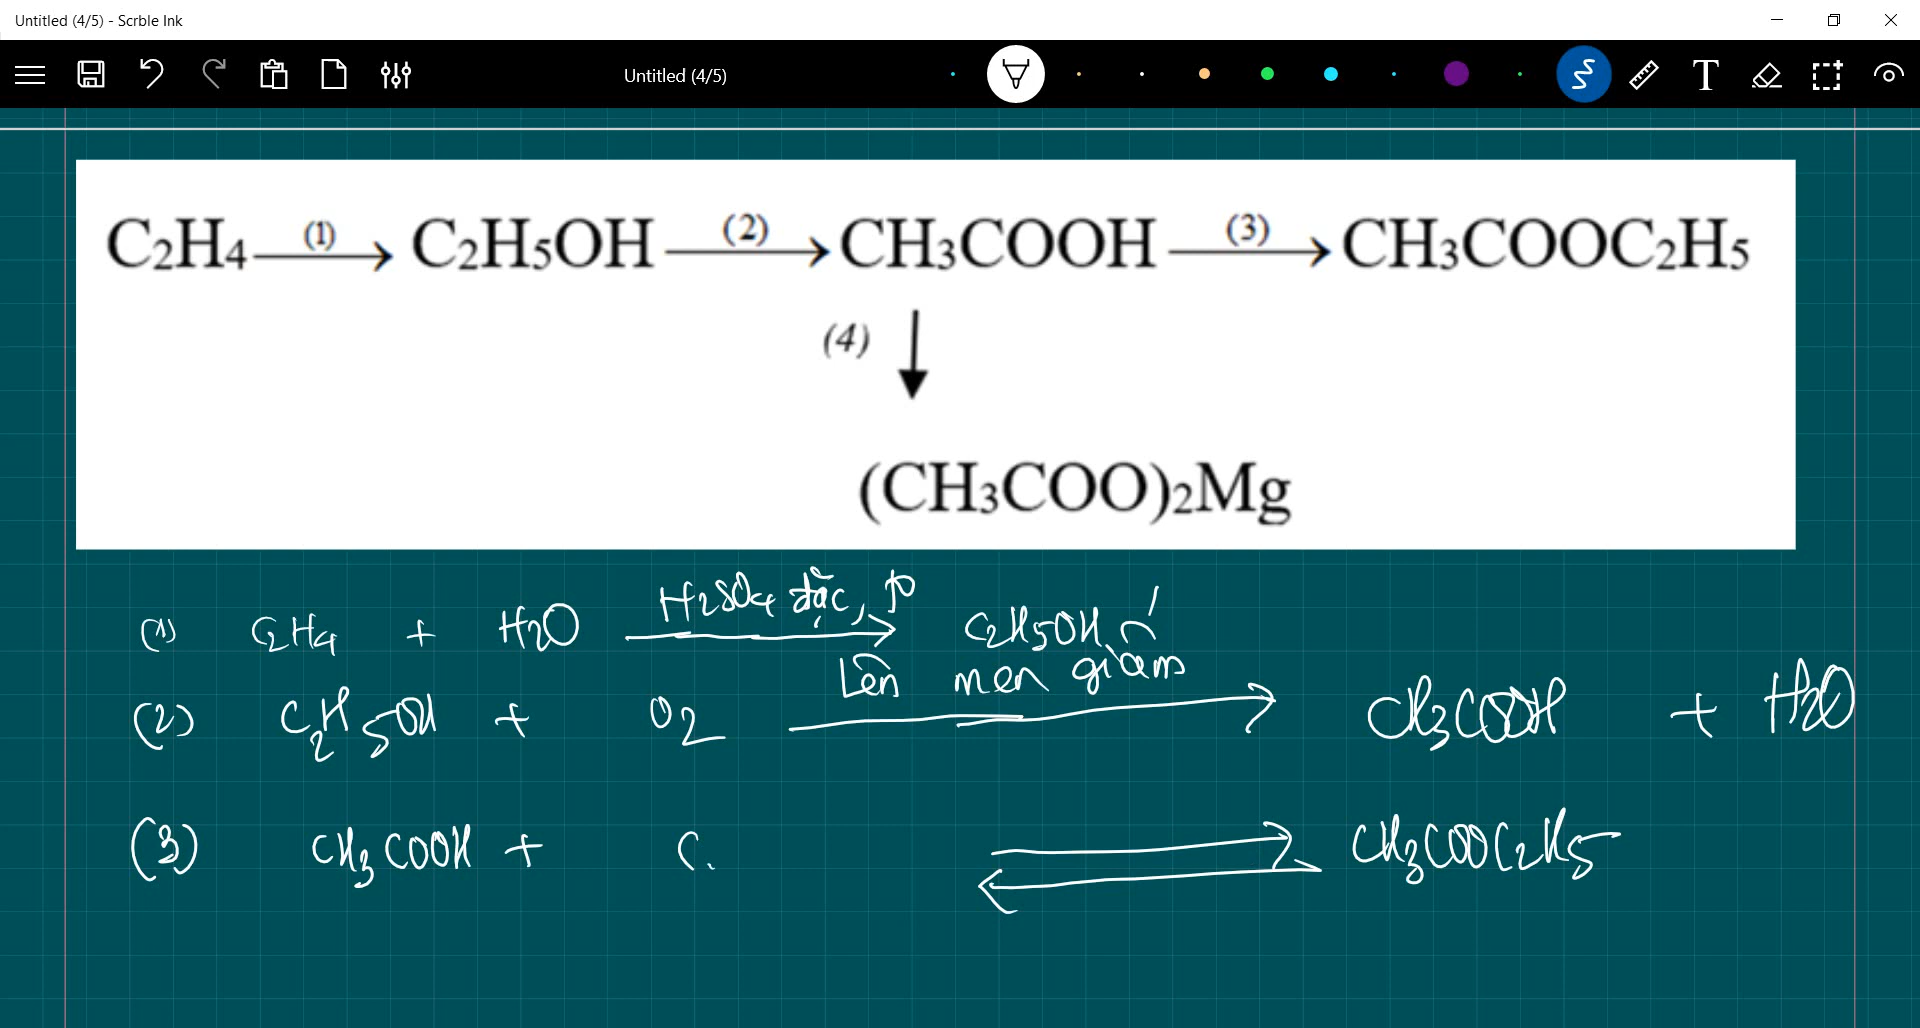 Untitled (4/5) - Scrble Ink
Untitled (4/5)
T
C2H4 (1) C2H5OH (2) CH3COOH (3) CH3COOC2H5
(4)
(CH3COO)2Mg
(1) C2H4 + H2O H2SO4 đặc, to C2H5OH
(2) C2H5OH + O2 Lên men giấm CH3COOH + H2O
(3) CH3COOH + C CH3COOC2H5